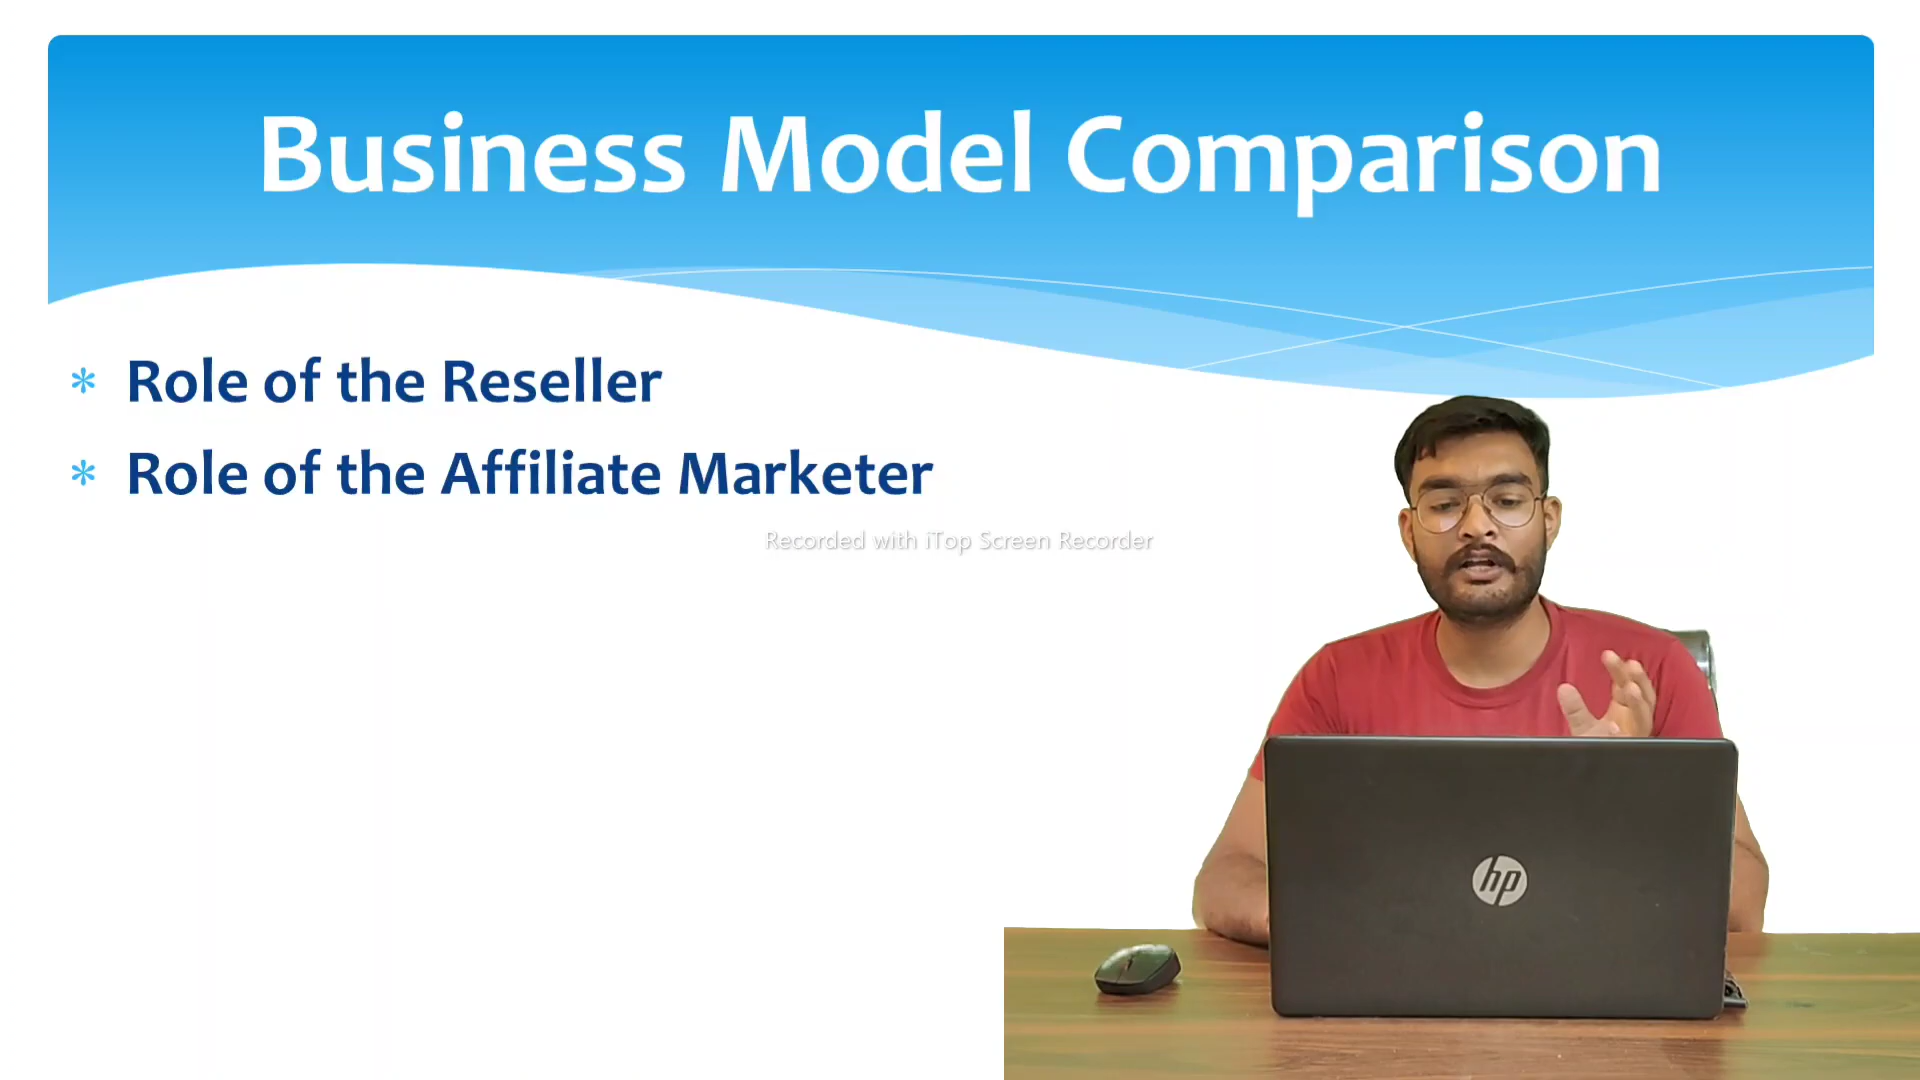 Business Model Comparison
* Role of the Reseller
* Role of the Affiliate Marketer
Recorded with iTop Screen Recorder
hp